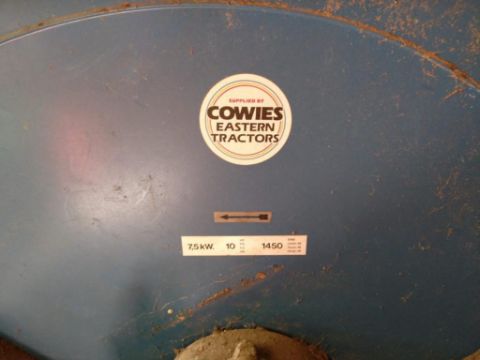 SUPPLIED BY
COWIES
EASTERN
TRACTORS
7,5 kW. 10 1450